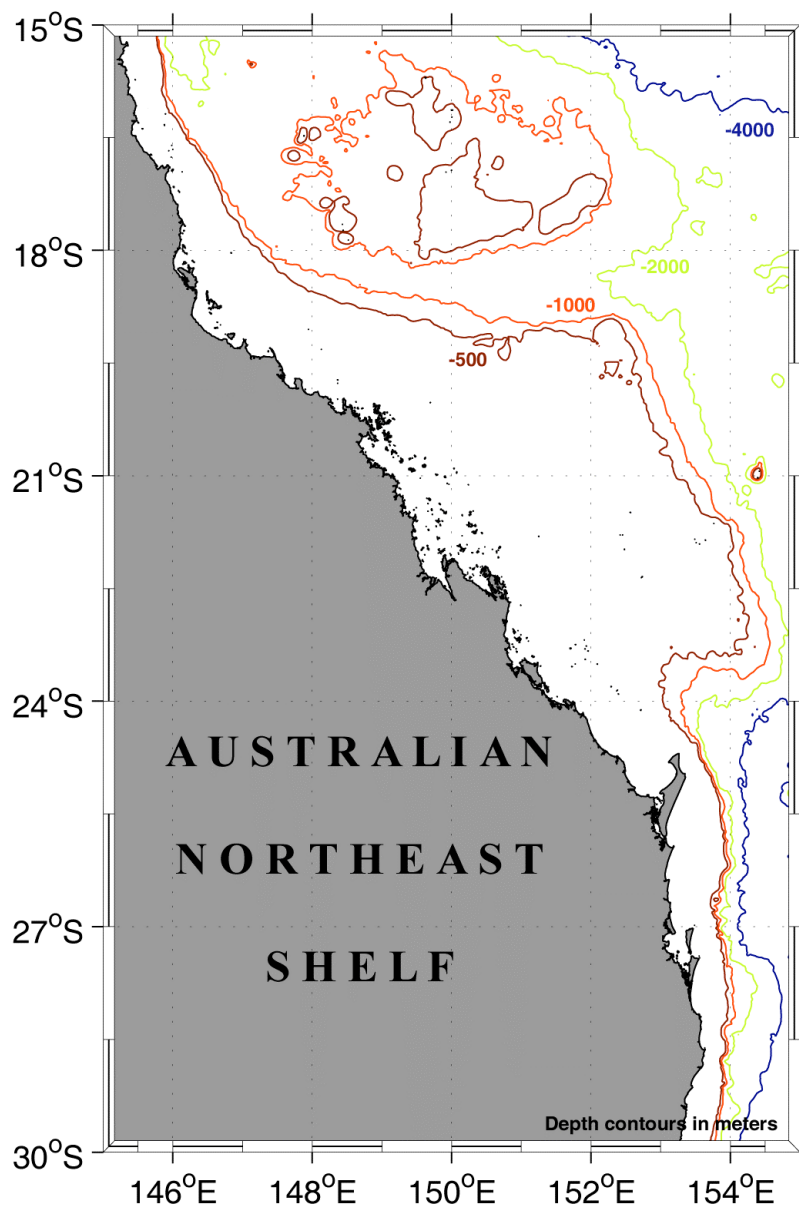 15°S
-4000
18°S
-2000
-1000
-500
21°S
24°S
AUSTRALIAN
NORTHEAST
27°S
SHELF
Depth contours in meters
30°S
146°E 148°E 150°E 152°E 154°E